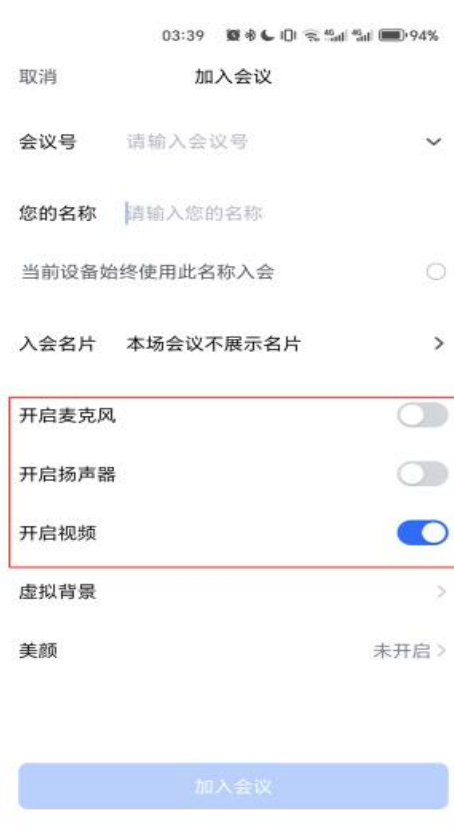 03:39 94%
取消 加入会议
会议号 请输入会议号
您的名称 请输入您的名称
当前设备始终使用此名称入会
入会名片 本场会议不展示名片
开启麦克风
开启扬声器
开启视频
虚拟背景
美颜 未开启
加入会议